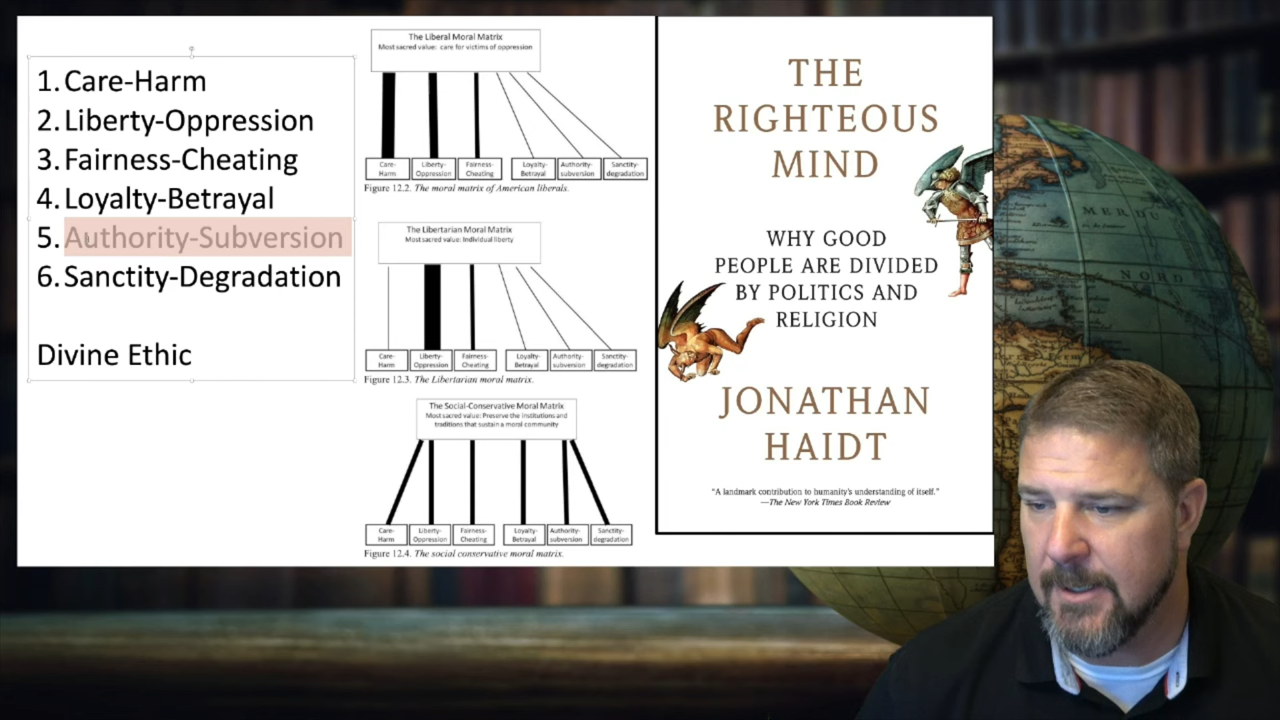 1. Care-Harm
2. Liberty-Oppression
3. Fairness-Cheating
4. Loyalty-Betrayal
5. Authority-Subversion
6. Sanctity-Degradation
Divine Ethic
The Liberal Moral Matrix
Most sacred value: care for victims of oppression
Care-
Harm
Liberty-
Oppression
Fairness-
Cheating
Loyalty-
Betrayal
Authority-
subversion
Sanctity-
degradation
Figure 12.2. The moral matrix of American liberals.
The Libertarian Moral Matrix
Most sacred value: Individual liberty
Care-
Harm
Liberty-
Oppression
Fairness-
Cheating
Loyalty-
Betrayal
Authority-
subversion
Sanctity-
degradation
Figure 12.3. The Libertarian moral matrix.
The Social-Conservative Moral Matrix
Most sacred value: Preserve the institutions and
traditions that sustain a moral community
Care-
Harm
Liberty-
Oppression
Fairness-
Cheating
Loyalty-
Betrayal
Authority-
subversion
Sanctity-
degradation
Figure 12.4. The social conservative moral matrix.
THE
RIGHTEOUS
MIND
WHY GOOD
PEOPLE ARE DIVIDED
BY POLITICS AND
RELIGION
JONATHAN
HAIDT
"A landmark contribution to humanity's understanding of itself."
—The New York Times Book Review
MERDU
NORD